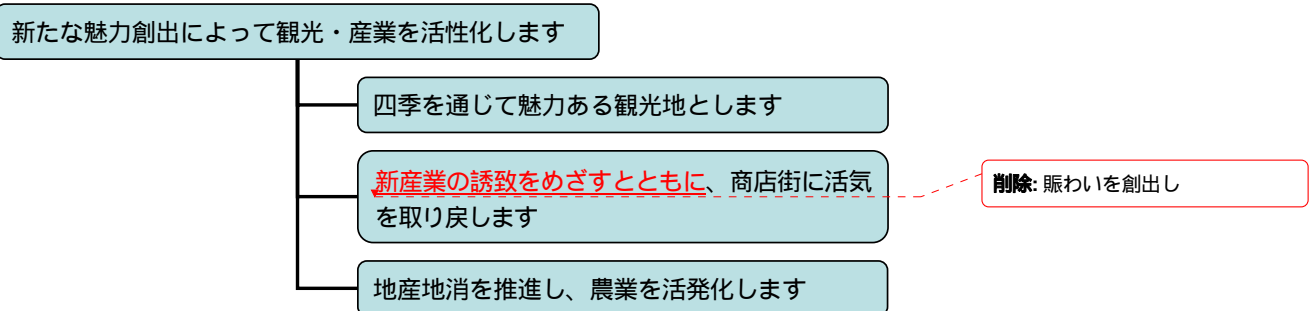 新たな魅力創出によって観光・産業を活性化します
四季を通じて魅力ある観光地とします
新産業の誘致をめざすとともに、商店街に活気
を取り戻します
削除: 賑わいを創出し
地産地消を推進し、農業を活発化します